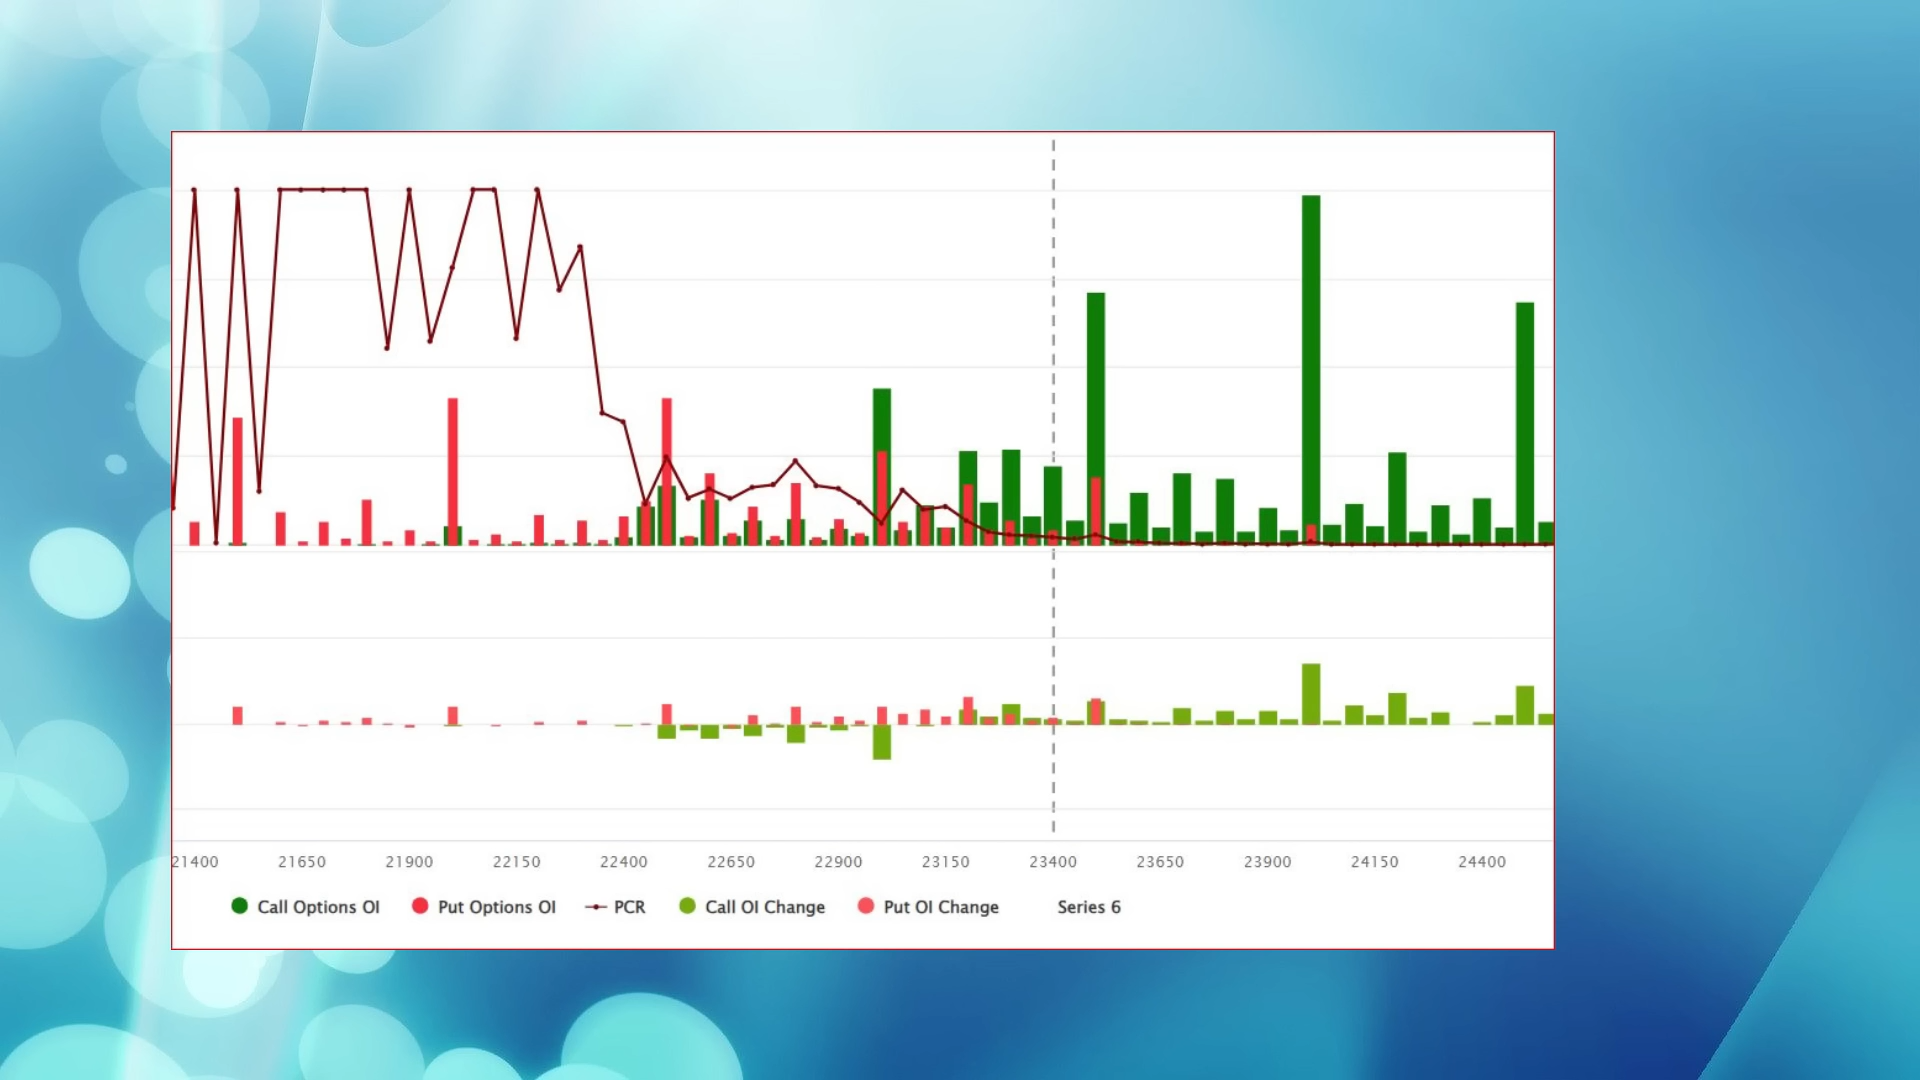 21400 21650 21900 22150 22400 22650 22900 23150 23400 23650 23900 24150 24400
Call Options OI Put Options OI PCR Call OI Change Put OI Change Series 6